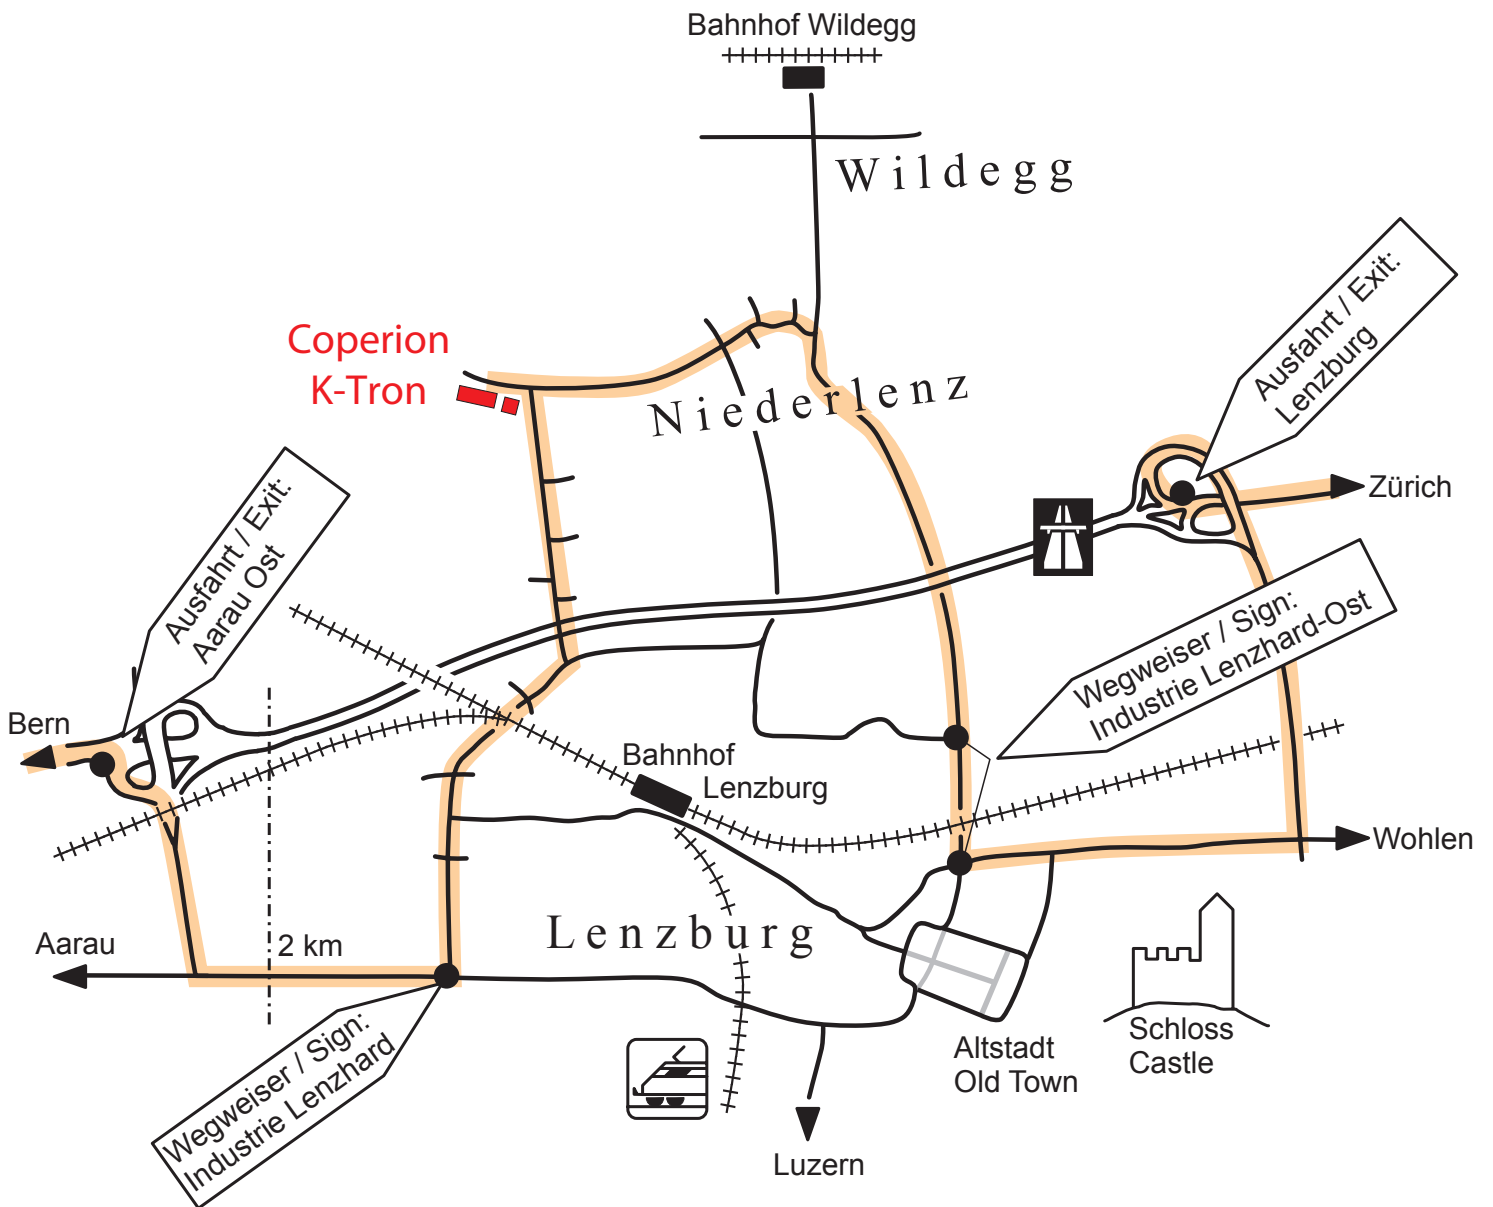 Bahnhof Wildegg
Wildegg
Ausfahrt / Exit:
Lenzburg
Coperion
K-Tron
Niederlenz
Zürich
Ausfahrt / Exit:
Aarau Ost
Wegweiser / Sign:
Industrie Lenzhard-Ost
Bern
Bahnhof
Lenzburg
Wohlen
Aarau
2 km
Lenzburg
Schloss
Castle
Altstadt
Old Town
Wegweiser / Sign:
Industrie Lenzhard
Luzern